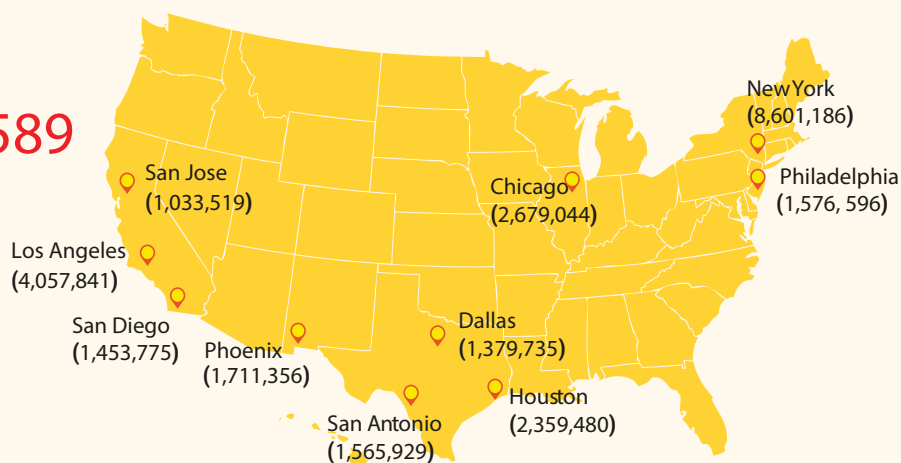 589
New York
(8,601,186)
San Jose
(1,033,519)
Chicago
(2,679,044)
Philadelphia
(1,576, 596)
Los Angeles
(4,057,841)
San Diego
(1,453,775)
Phoenix
(1,711,356)
Dallas
(1,379,735)
San Antonio
(1,565,929)
Houston
(2,359,480)